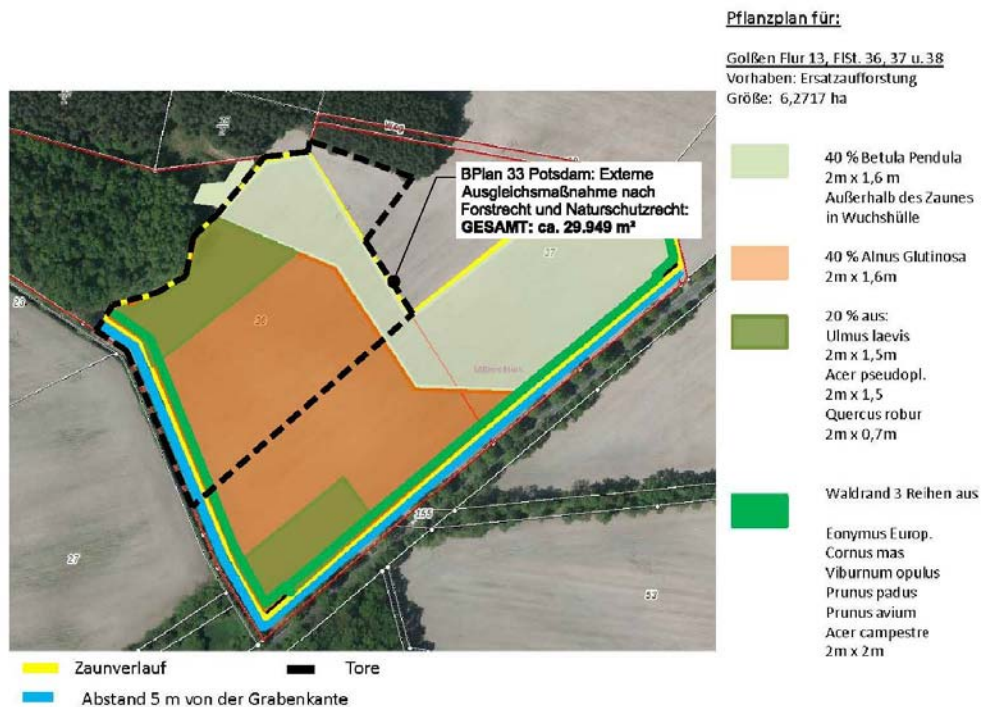 Pflanzplan für:
Golßen Flur 13, FlSt. 36, 37 u. 38
Vorhaben: Ersatzaufforstung
Größe: 6,2717 ha
40 % Betula Pendula
2m x 1,6 m
Außerhalb des Zaunes
in Wuchshülle
40 % Alnus Glutinosa
2m x 1,6m
20 % aus:
Ulmus laevis
2m x 1,5m
Acer pseudopl.
2m x 1,5
Quercus robur
2m x 0,7m
Waldrand 3 Reihen aus
Eonymus Europ.
Cornus mas
Viburnum opulus
Prunus padus
Prunus avium
Acer campestre
2m x 2m
Weg
BPlan 33 Potsdam: Externe
Ausgleichsmaßnahme nach
Forstrecht und Naturschutzrecht:
GESAMT: ca. 29.949 m²
37
23
36
155
27
53
Zaunverlauf
Tore
Abstand 5 m von der Grabenkante